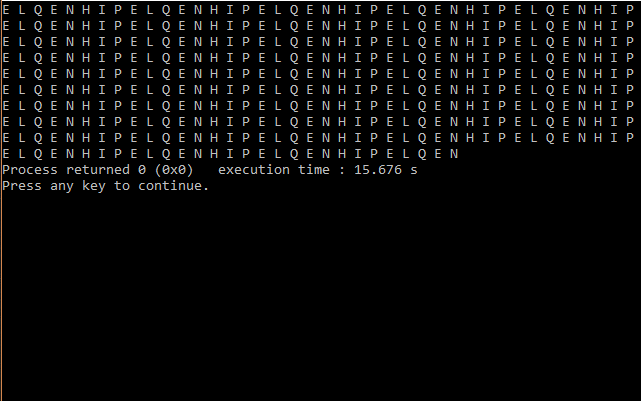 E L Q E N H I P E L Q E N H I P E L Q E N H I P E L Q E N H I P E L Q E N H I P
E L Q E N H I P E L Q E N H I P E L Q E N H I P E L Q E N H I P E L Q E N H I P
E L Q E N H I P E L Q E N H I P E L Q E N H I P E L Q E N H I P E L Q E N H I P
E L Q E N H I P E L Q E N H I P E L Q E N H I P E L Q E N H I P E L Q E N H I P
E L Q E N H I P E L Q E N H I P E L Q E N H I P E L Q E N H I P E L Q E N H I P
E L Q E N H I P E L Q E N H I P E L Q E N H I P E L Q E N H I P E L Q E N H I P
E L Q E N H I P E L Q E N H I P E L Q E N H I P E L Q E N H I P E L Q E N H I P
E L Q E N H I P E L Q E N H I P E L Q E N H I P E L Q E N H I P E L Q E N H I P
E L Q E N H I P E L Q E N H I P E L Q E N H I P E L Q E N H I P E L Q E N H I P
E L Q E N H I P E L Q E N H I P E L Q E N H I P E L Q E N
Process returned 0 (0x0)   execution time : 15.676 s
Press any key to continue.